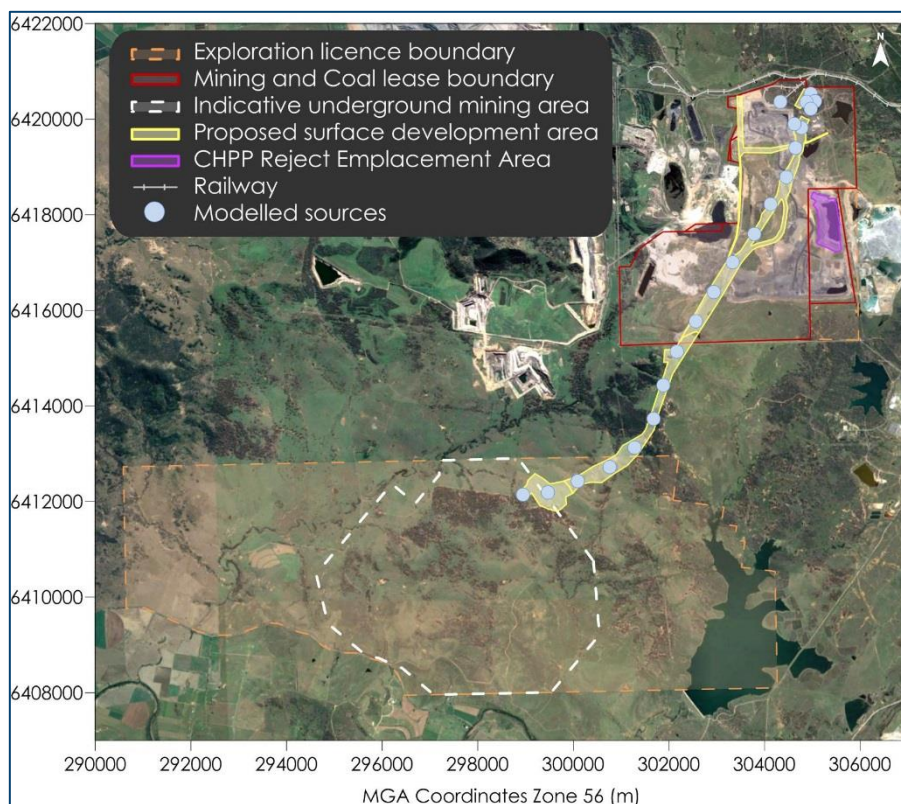 6422000
6420000
6418000
6416000
6414000
6412000
6410000
6408000
Exploration licence boundary
Mining and Coal lease boundary
Indicative underground mining area
Proposed surface development area
CHPP Reject Emplacement Area
Railway
Modelled sources
N
290000 292000 294000 296000 298000 300000 302000 304000 306000
MGA Coordinates Zone 56 (m)